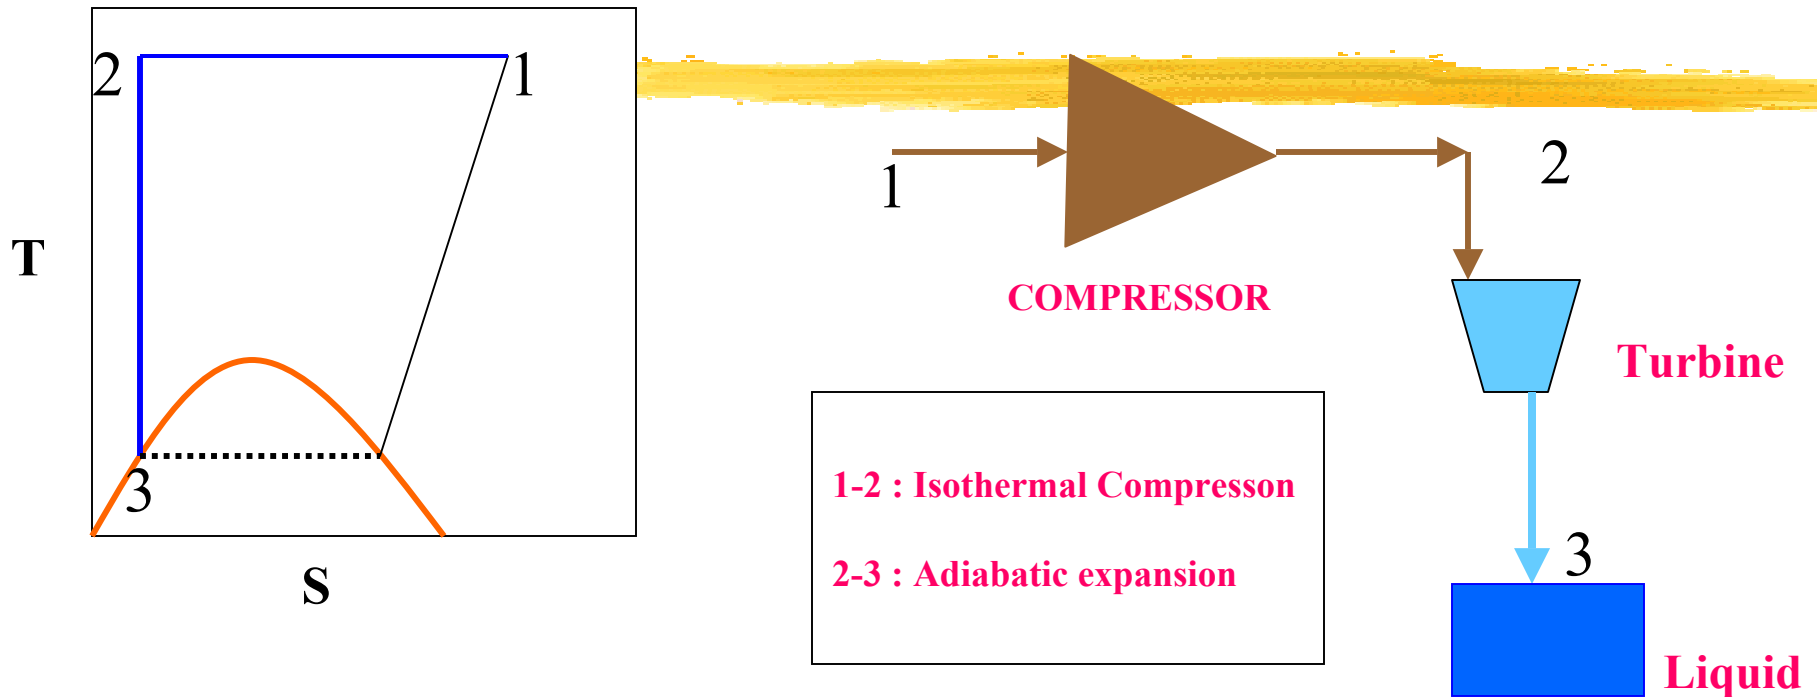 2
1
T
3
S
1
2
COMPRESSOR
Turbine
1-2 : Isothermal Compresson
2-3 : Adiabatic expansion
3
Liquid